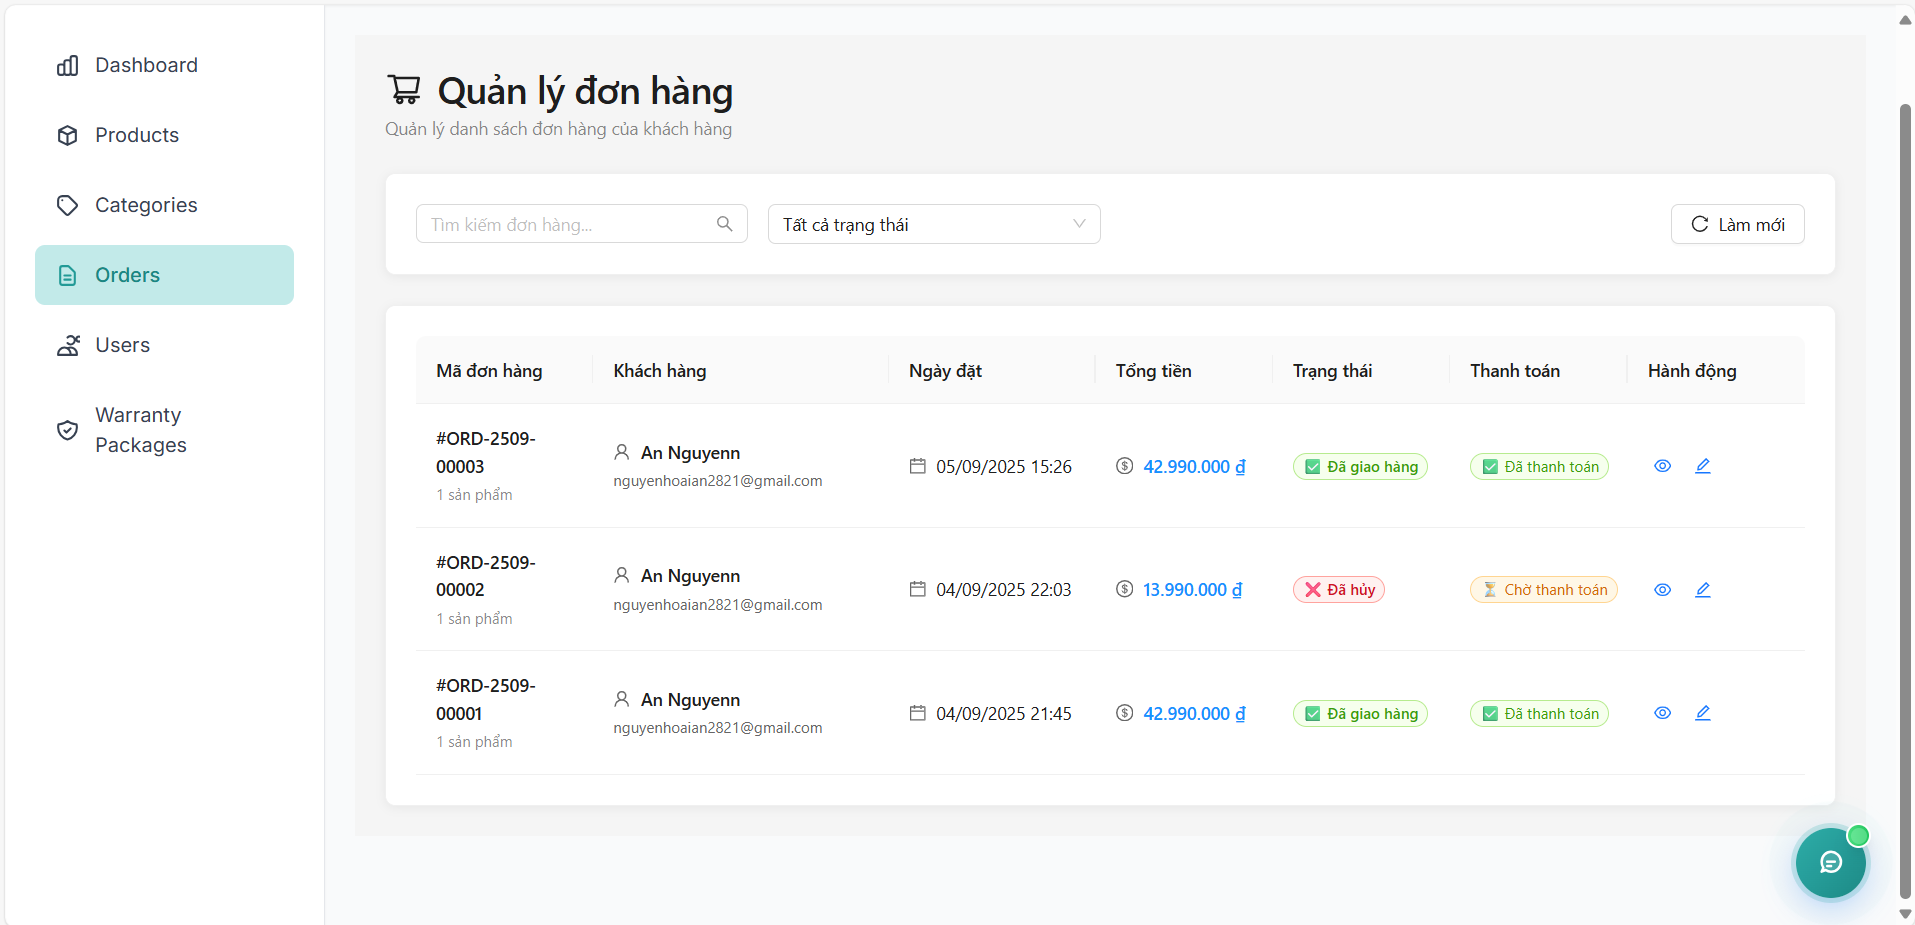 Dashboard
Products
Categories
Orders
Users
Warranty
Packages
Quản lý đơn hàng
Quản lý danh sách đơn hàng của khách hàng
Tìm kiếm đơn hàng...
Tất cả trạng thái
Làm mới
Mã đơn hàng Khách hàng Ngày đặt Tổng tiền Trạng thái Thanh toán Hành động
#ORD-2509-
00003
1 sản phẩm
An Nguyenn
nguyenhoaian2821@gmail.com
05/09/2025 15:26
42.990.000 ₫
Đã giao hàng
Đã thanh toán
#ORD-2509-
00002
1 sản phẩm
An Nguyenn
nguyenhoaian2821@gmail.com
04/09/2025 22:03
13.990.000 ₫
Đã hủy
Chờ thanh toán
#ORD-2509-
00001
1 sản phẩm
An Nguyenn
nguyenhoaian2821@gmail.com
04/09/2025 21:45
42.990.000 ₫
Đã giao hàng
Đã thanh toán